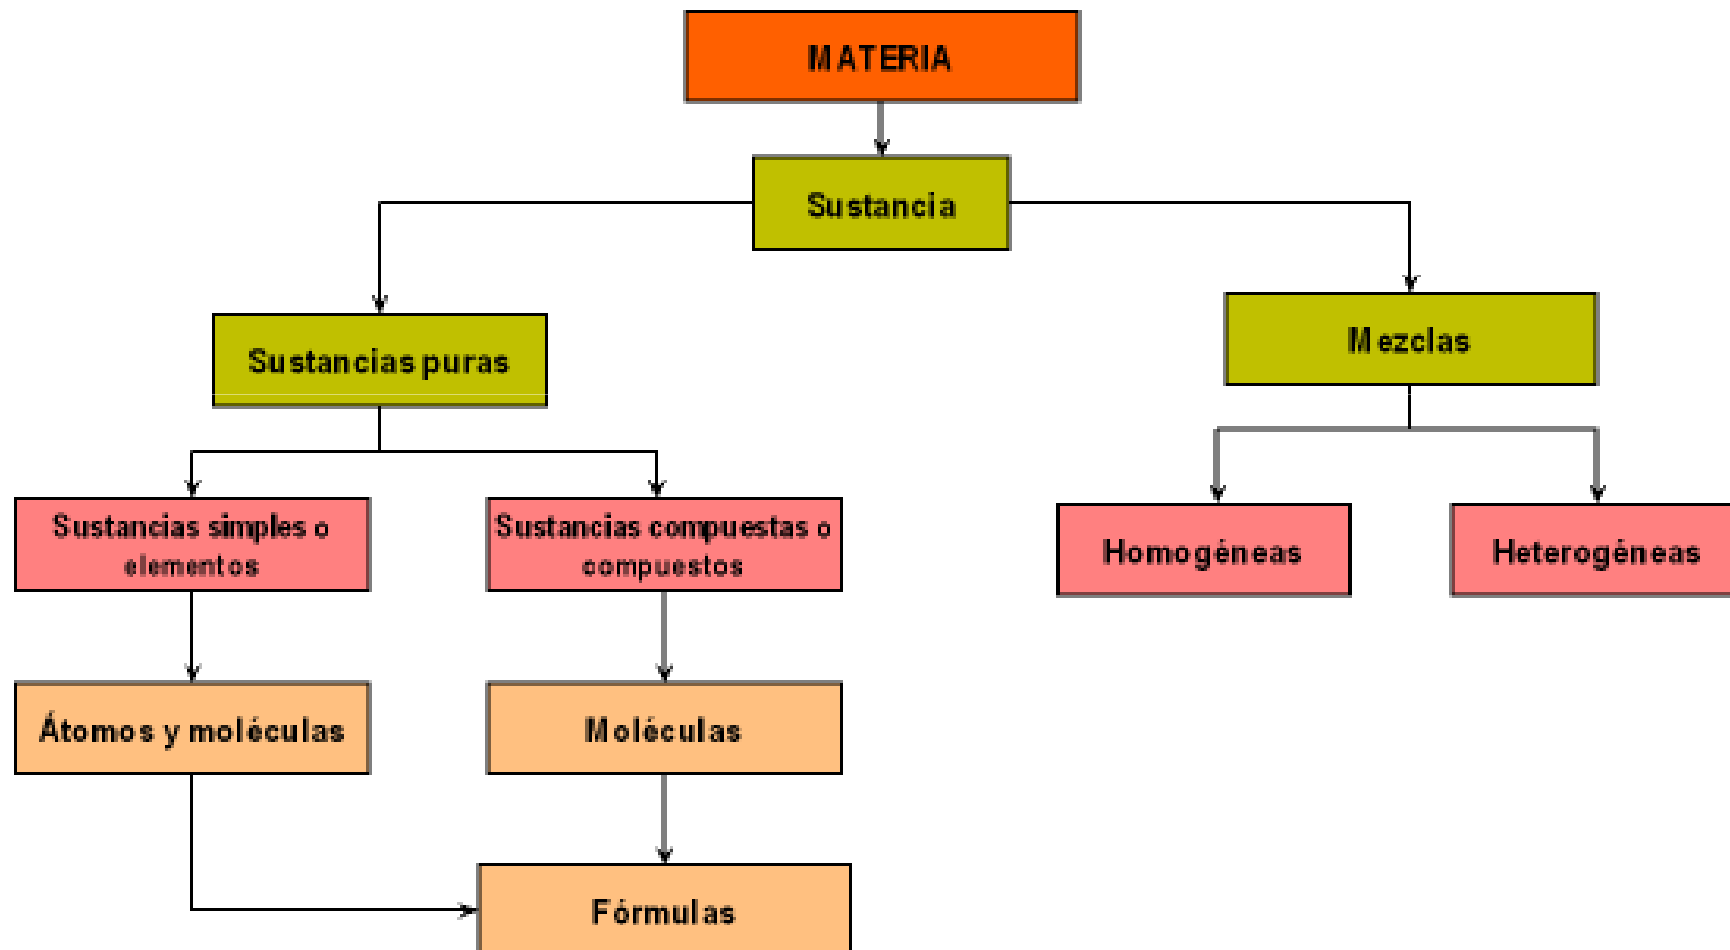 MATERIA
Sustancia
Mezclas
Sustancias puras
Sustancias simples o
elementos
Sustancias compuestas o
compuestos
Homogéneas
Heterogéneas
Átomos y moléculas
Moléculas
Fórmulas